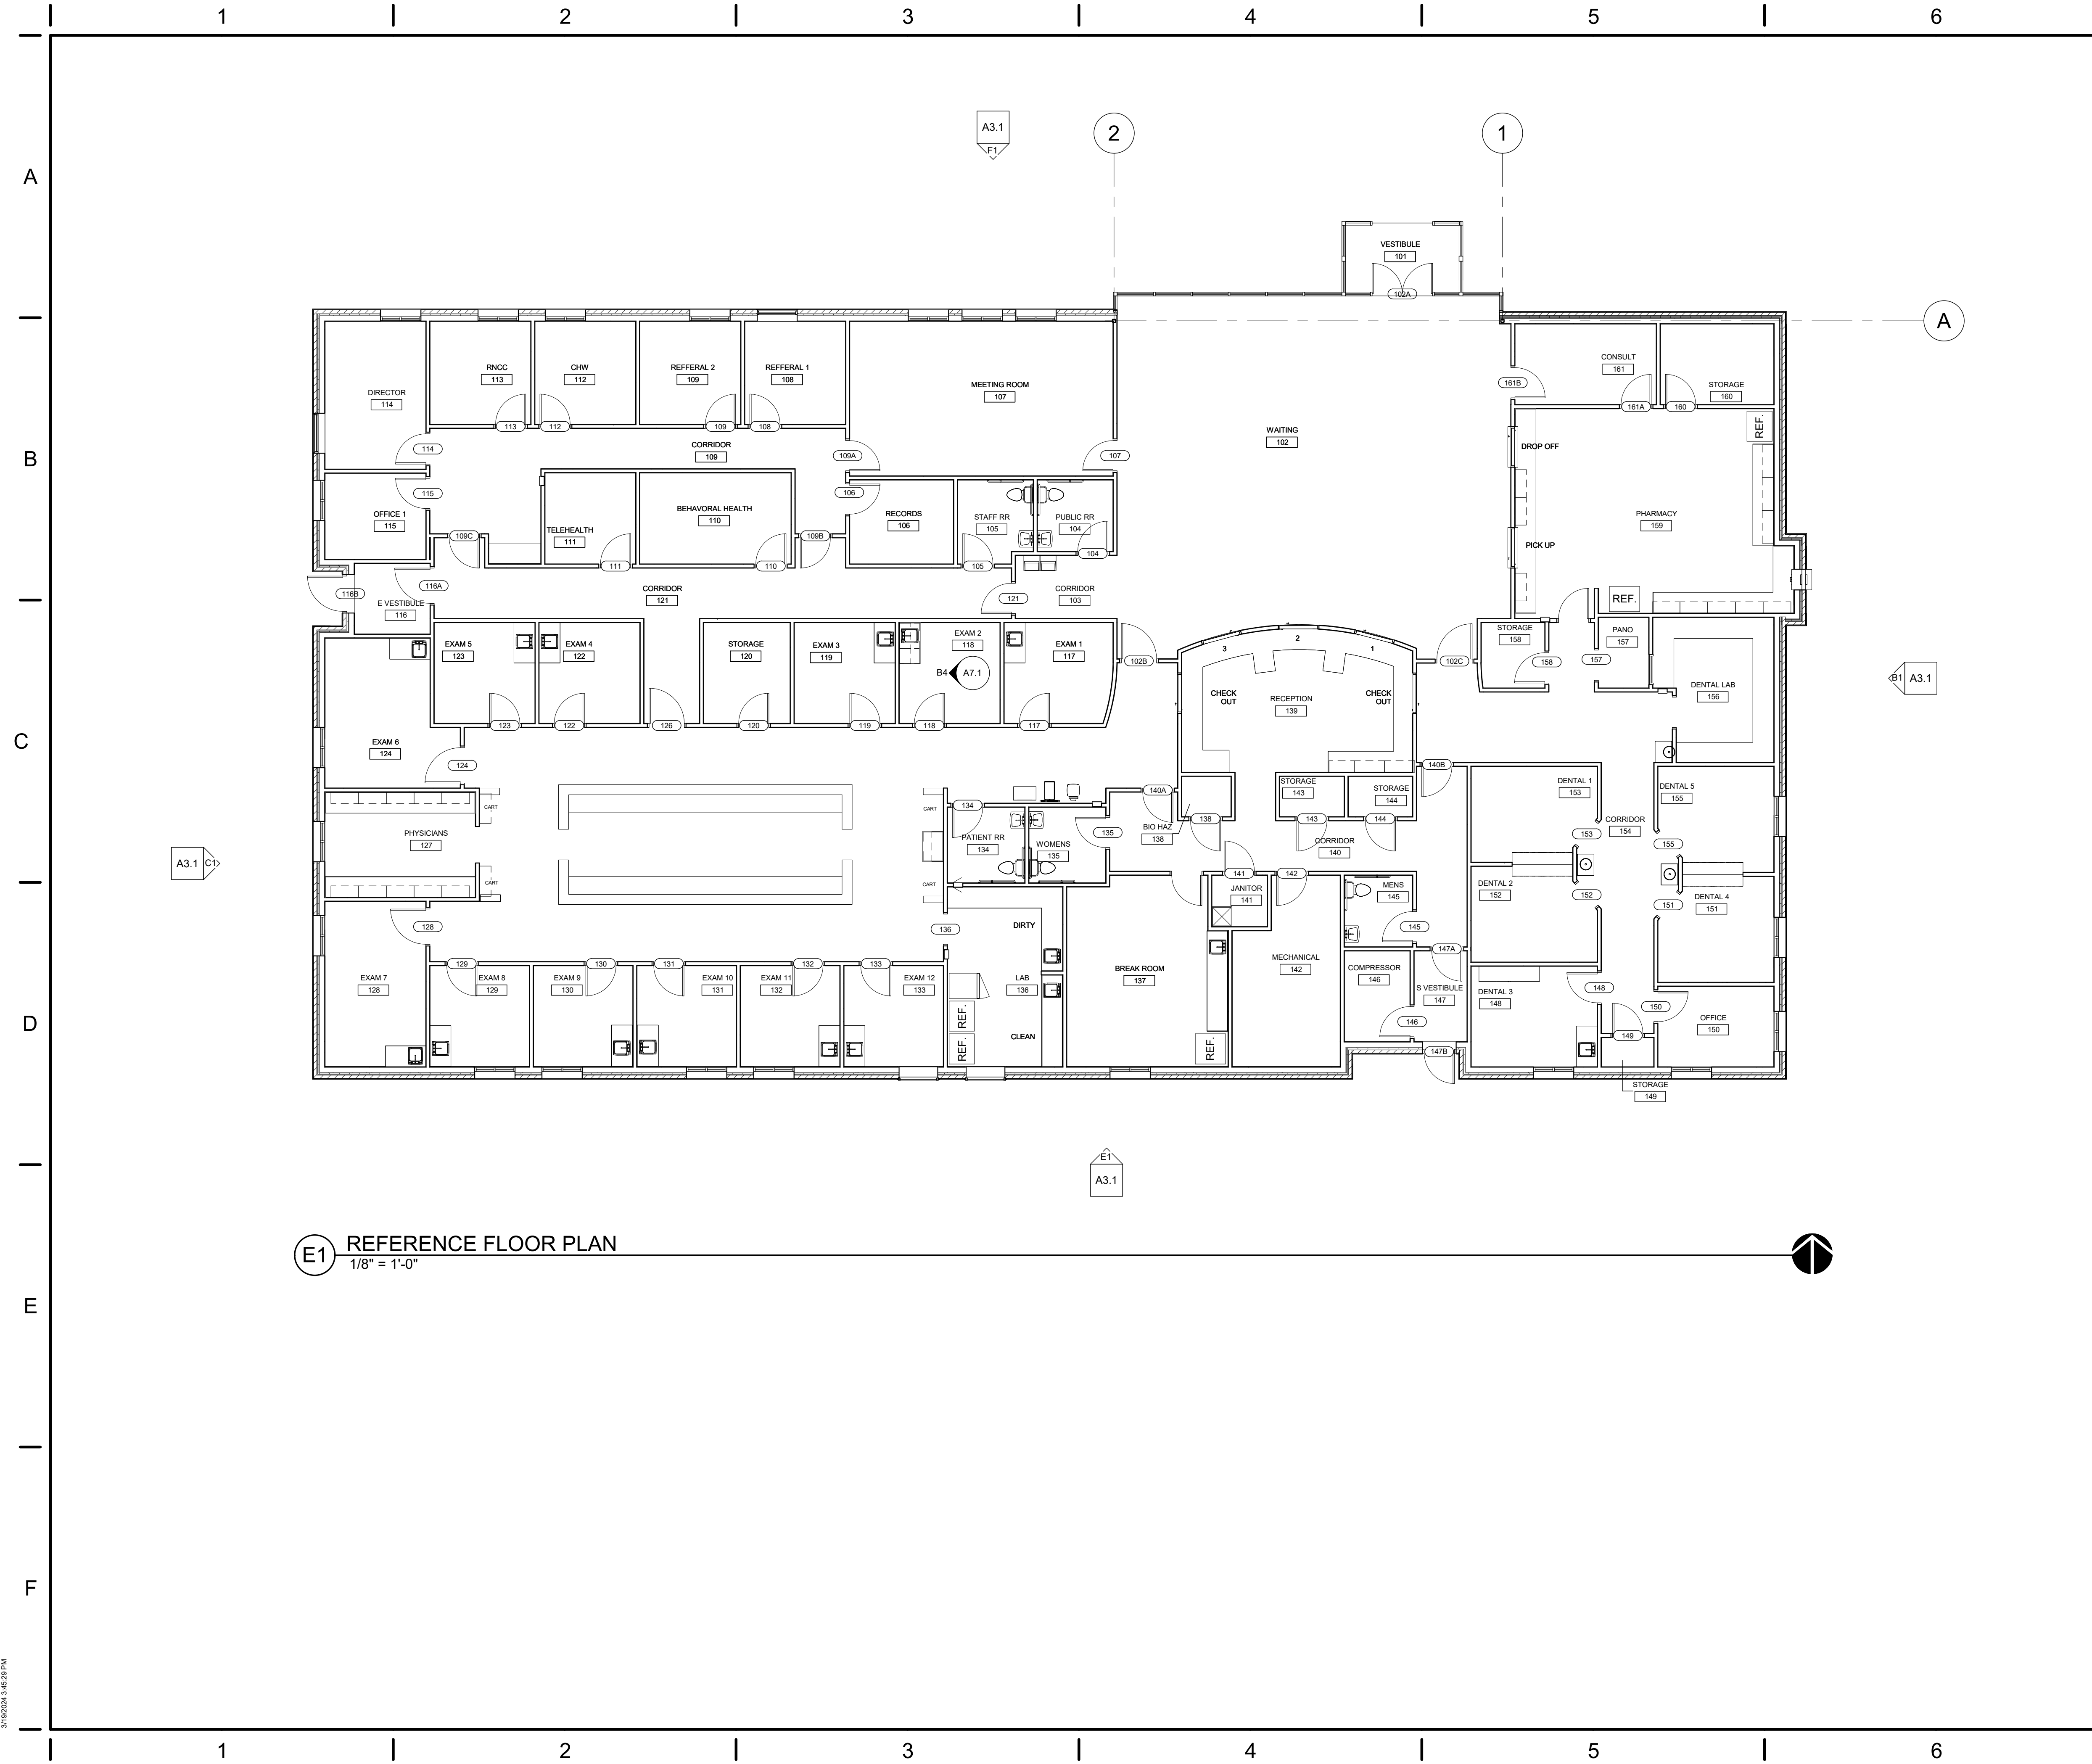 1 2 3 4 5 6
A
A3.1
F1
2 1
VESTIBULE
101
102A
A
DIRECTOR
114
RNCC
113
CHW
112
REFFERAL 2
109
REFFERAL 1
108
MEETING ROOM
107
CONSULT
161
STORAGE
160
161B
161A
160
113
112
109
108
B
114
CORRIDOR
109
109A
107
WAITING
102
DROP OFF
REF.
115
106
OFFICE 1
115
TELEHEALTH
111
BEHAVORAL HEALTH
110
RECORDS
106
STAFF RR
105
PUBLIC RR
104
PHARMACY
159
PICK UP
109C
109B
104
111
110
105
116A
116B
E VESTIBULE
116
CORRIDOR
121
121
CORRIDOR
103
REF.
EXAM 5
123
EXAM 4
122
STORAGE
120
EXAM 3
119
EXAM 2
118
B4
A7.1
EXAM 1
117
102B
3
2
1
CHECK
OUT
RECEPTION
139
CHECK
OUT
102C
STORAGE
158
158
PANO
157
157
DENTAL LAB
156
B1
A3.1
123
122
126
120
119
118
117
C
EXAM 6
124
124
140B
CART
CART
134
140A
STORAGE
143
STORAGE
144
DENTAL 1
153
DENTAL 5
155
PHYSICIANS
127
PATIENT RR
134
WOMENS
135
135
BIO HAZ
138
138
143
144
CORRIDOR
140
153
CORRIDOR
154
155
A3.1
C1
CART
CART
141
142
JANITOR
141
MENS
145
DENTAL 2
152
152
151
DENTAL 4
151
128
136
DIRTY
145
147A
129
130
131
132
133
D
EXAM 7
128
EXAM 8
129
EXAM 9
130
EXAM 10
131
EXAM 11
132
EXAM 12
133
LAB
136
BREAK ROOM
137
MECHANICAL
142
COMPRESSOR
146
S VESTIBULE
147
DENTAL 3
148
148
150
OFFICE
150
REF.
REF.
CLEAN
REF.
146
149
147B
STORAGE
149
E1
A3.1
E1
REFERENCE FLOOR PLAN
1/8" = 1'-0"
E
F
3/19/2024 3:45:29 PM
1 2 3 4 5 6